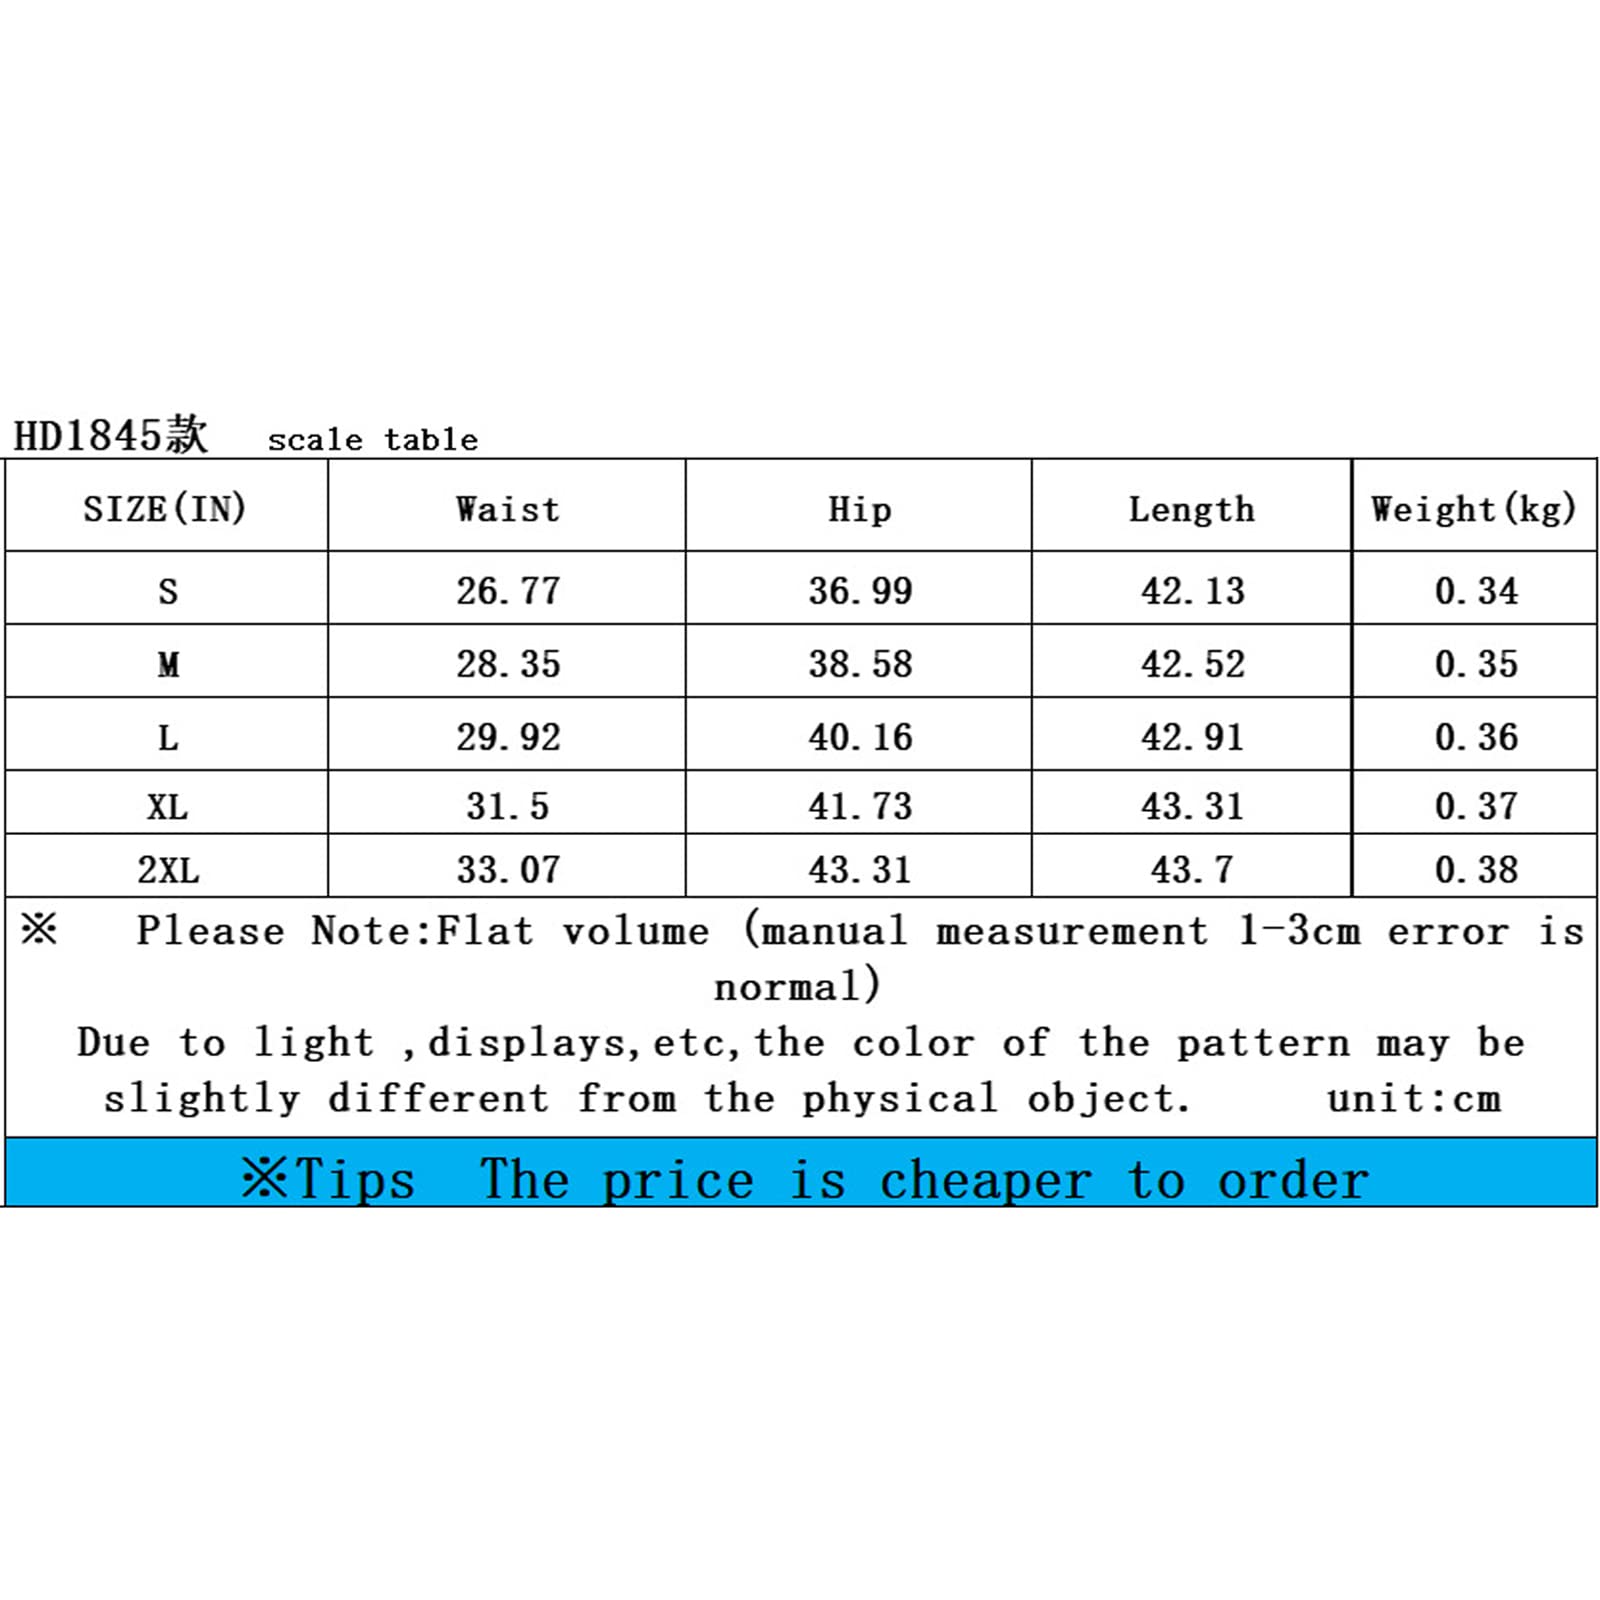 HD1845款 scale table
SIZE(IN) Waist Hip Length Weight(kg)
S 26.77 36.99 42.13 0.34
M 28.35 38.58 42.52 0.35
L 29.92 40.16 42.91 0.36
XL 31.5 41.73 43.31 0.37
2XL 33.07 43.31 43.7 0.38
※ Please Note:Flat volume (manual measurement 1-3cm error is
normal)
Due to light ,displays,etc,the color of the pattern may be
slightly different from the physical object. unit:cm
※Tips The price is cheaper to order